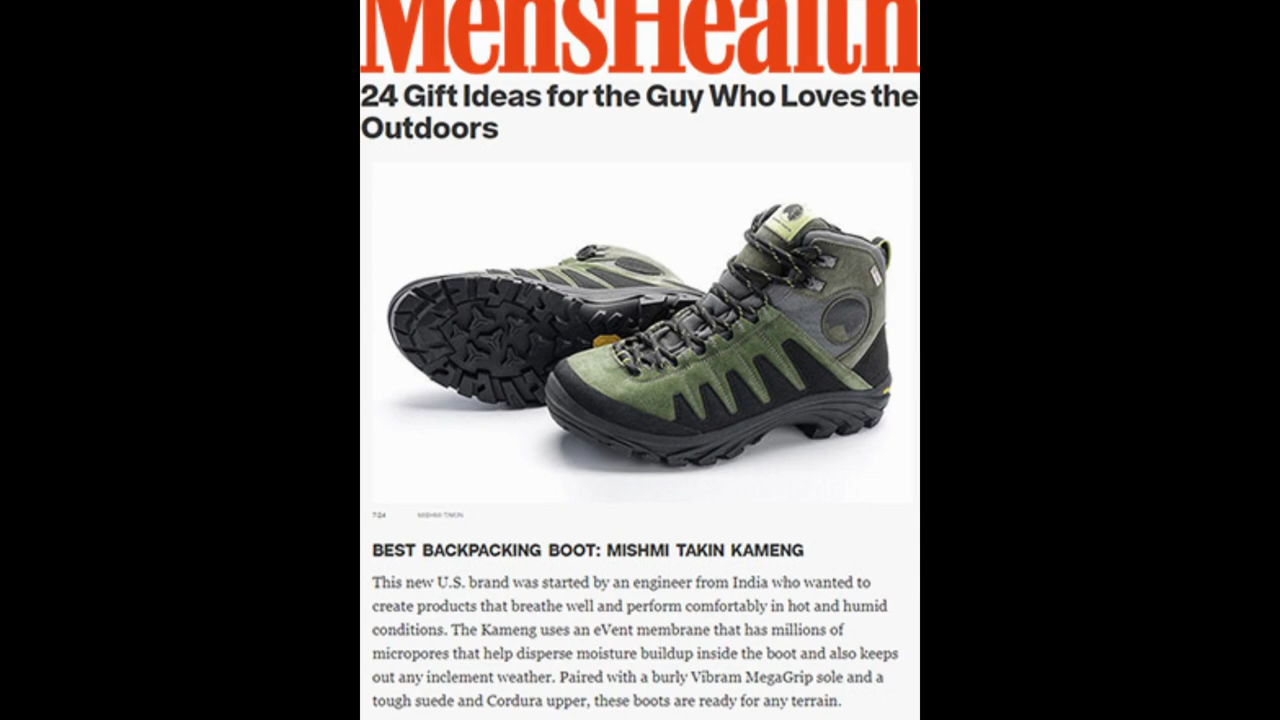 MensHealth
24 Gift Ideas for the Guy Who Loves the
Outdoors
7/24 MISHMI TAKIN
BEST BACKPACKING BOOT: MISHMI TAKIN KAMENG
This new U.S. brand was started by an engineer from India who wanted to
create products that breathe well and perform comfortably in hot and humid
conditions. The Kameng uses an eVent membrane that has millions of
micropores that help disperse moisture buildup inside the boot and also keeps
out any inclement weather. Paired with a burly Vibram MegaGrip sole and a
tough suede and Cordura upper, these boots are ready for any terrain.